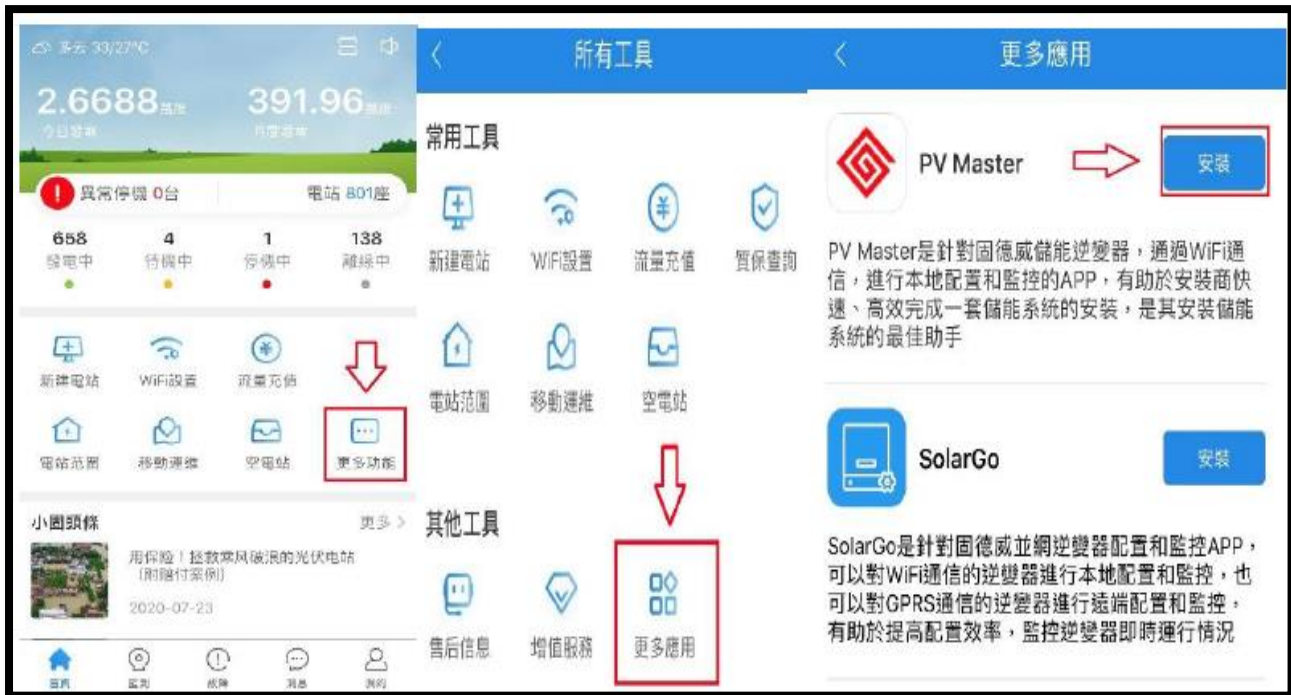 多云 33/27°C
2.6688
391.96
今日發電
月度發電
異常停機 0台
電站 801座
658
4
1
138
發電中
待機中
停機中
離線中
新建電站
WiFi設置
流量充值
電站范圍
移動運維
空電站
更多功能
小固頭條
更多 >
用保險！拯救乘风破浪的光伏电站
(附賠付案例)
2020-07-23
首頁
監測
故障
消息
我的
所有工具
常用工具
新建電站
WiFi設置
流量充值
質保查詢
電站范圍
移動運維
空電站
其他工具
售后信息
增值服務
更多應用
更多應用
PV Master
安裝
PV Master是針對固德威儲能逆變器，通過WiFi通
信，進行本地配置和監控的APP，有助於安裝商快
速、高效完成一套儲能系統的安裝，是其安裝儲能
系統的最佳助手
SolarGo
安裝
SolarGo是針對固德威並網逆變器配置和監控APP，
可以對WiFi通信的逆變器進行本地配置和監控，也
可以對GPRS通信的逆變器進行遠端配置和監控，
有助於提高配置效率，監控逆變器即時運行情況